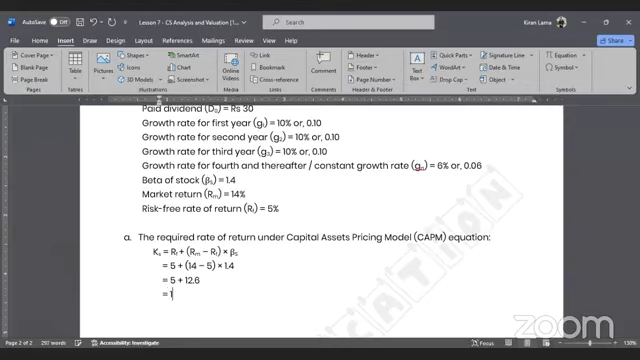 AutoSave Off
Lesson 7 - CS Analysis and Valuation
Search
Kiran Lama
File Home Insert Draw Design Layout References Mailings Review View Help
Share
Cover Page
Blank Page
Page Break
Table
Pictures
Shapes
Icons
3D Models
SmartArt
Chart
Screenshot
Online Videos
Link
Bookmark
Cross-reference
Comment
Header
Footer
Page Number
Text Box
Quick Parts
WordArt
Drop Cap
Signature Line
Date & Time
Object
Equation
Symbol
Pages
Tables
Illustrations
Media
Links
Comments
Header & Footer
Text
Symbols
Paid dividend (D₀) = Rs 30
Growth rate for first year (g₁) = 10% or, 0.10
Growth rate for second year (g₂) = 10% or, 0.10
Growth rate for third year (g₃) = 10% or, 0.10
Growth rate for fourth and thereafter / constant growth rate (gₙ) = 6% or, 0.06
Beta of stock (βₛ) = 1.4
Market return (Rₘ) = 14%
Risk-free rate of return (R_f) = 5%
a. The required rate of return under Capital Assets Pricing Model (CAPM) equation:
Kₛ = R_f + (Rₘ – R_f) × βₛ
= 5 + (14 – 5) × 1.4
= 5 + 12.6
= 1
Page 2 of 2 297 words Accessibility: Investigate
Focus
130%
zoom